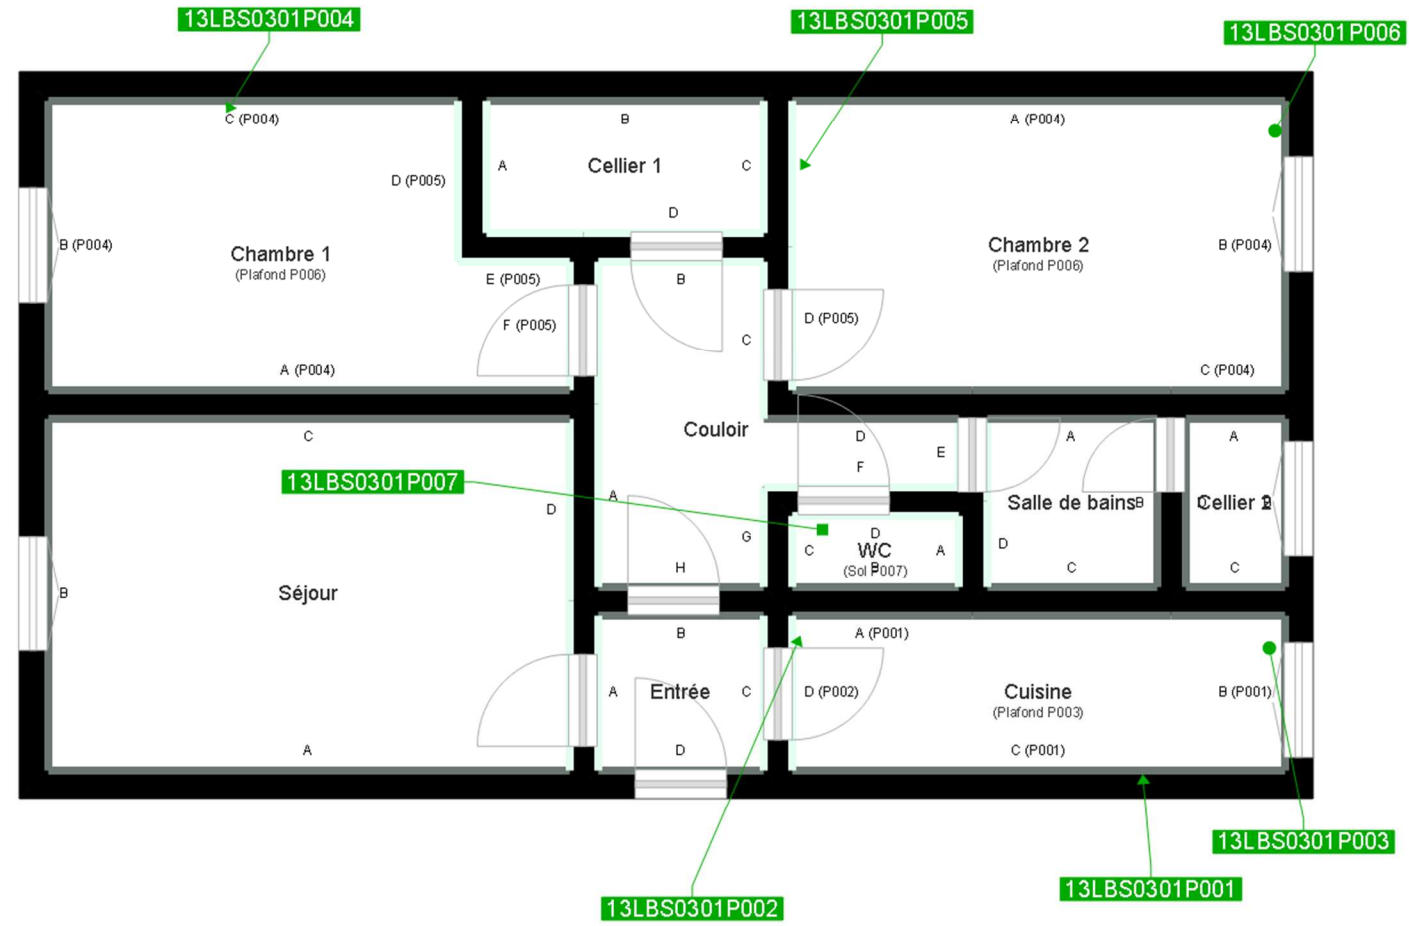 13LBS0301P004
13LBS0301P005
13LBS0301P006
C (P004)
B
A (P004)
A
Cellier 1
C
D (P005)
D
B (P004)
Chambre 1
(Plafond P006)
Chambre 2
(Plafond P006)
B (P004)
E (P005)
B
F (P005)
D (P005)
C
A (P004)
C (P004)
Couloir
C
D
A
A
E
F
13LBS0301P007
A
D
Salle de bains
B
Cellier 2
G
D
C
WC
A
D
H
B
(Sol P007)
C
C
B
Séjour
B
A (P001)
A
Entrée
C
D (P002)
Cuisine
(Plafond P003)
B (P001)
A
D
C (P001)
13LBS0301P003
13LBS0301P001
13LBS0301P002